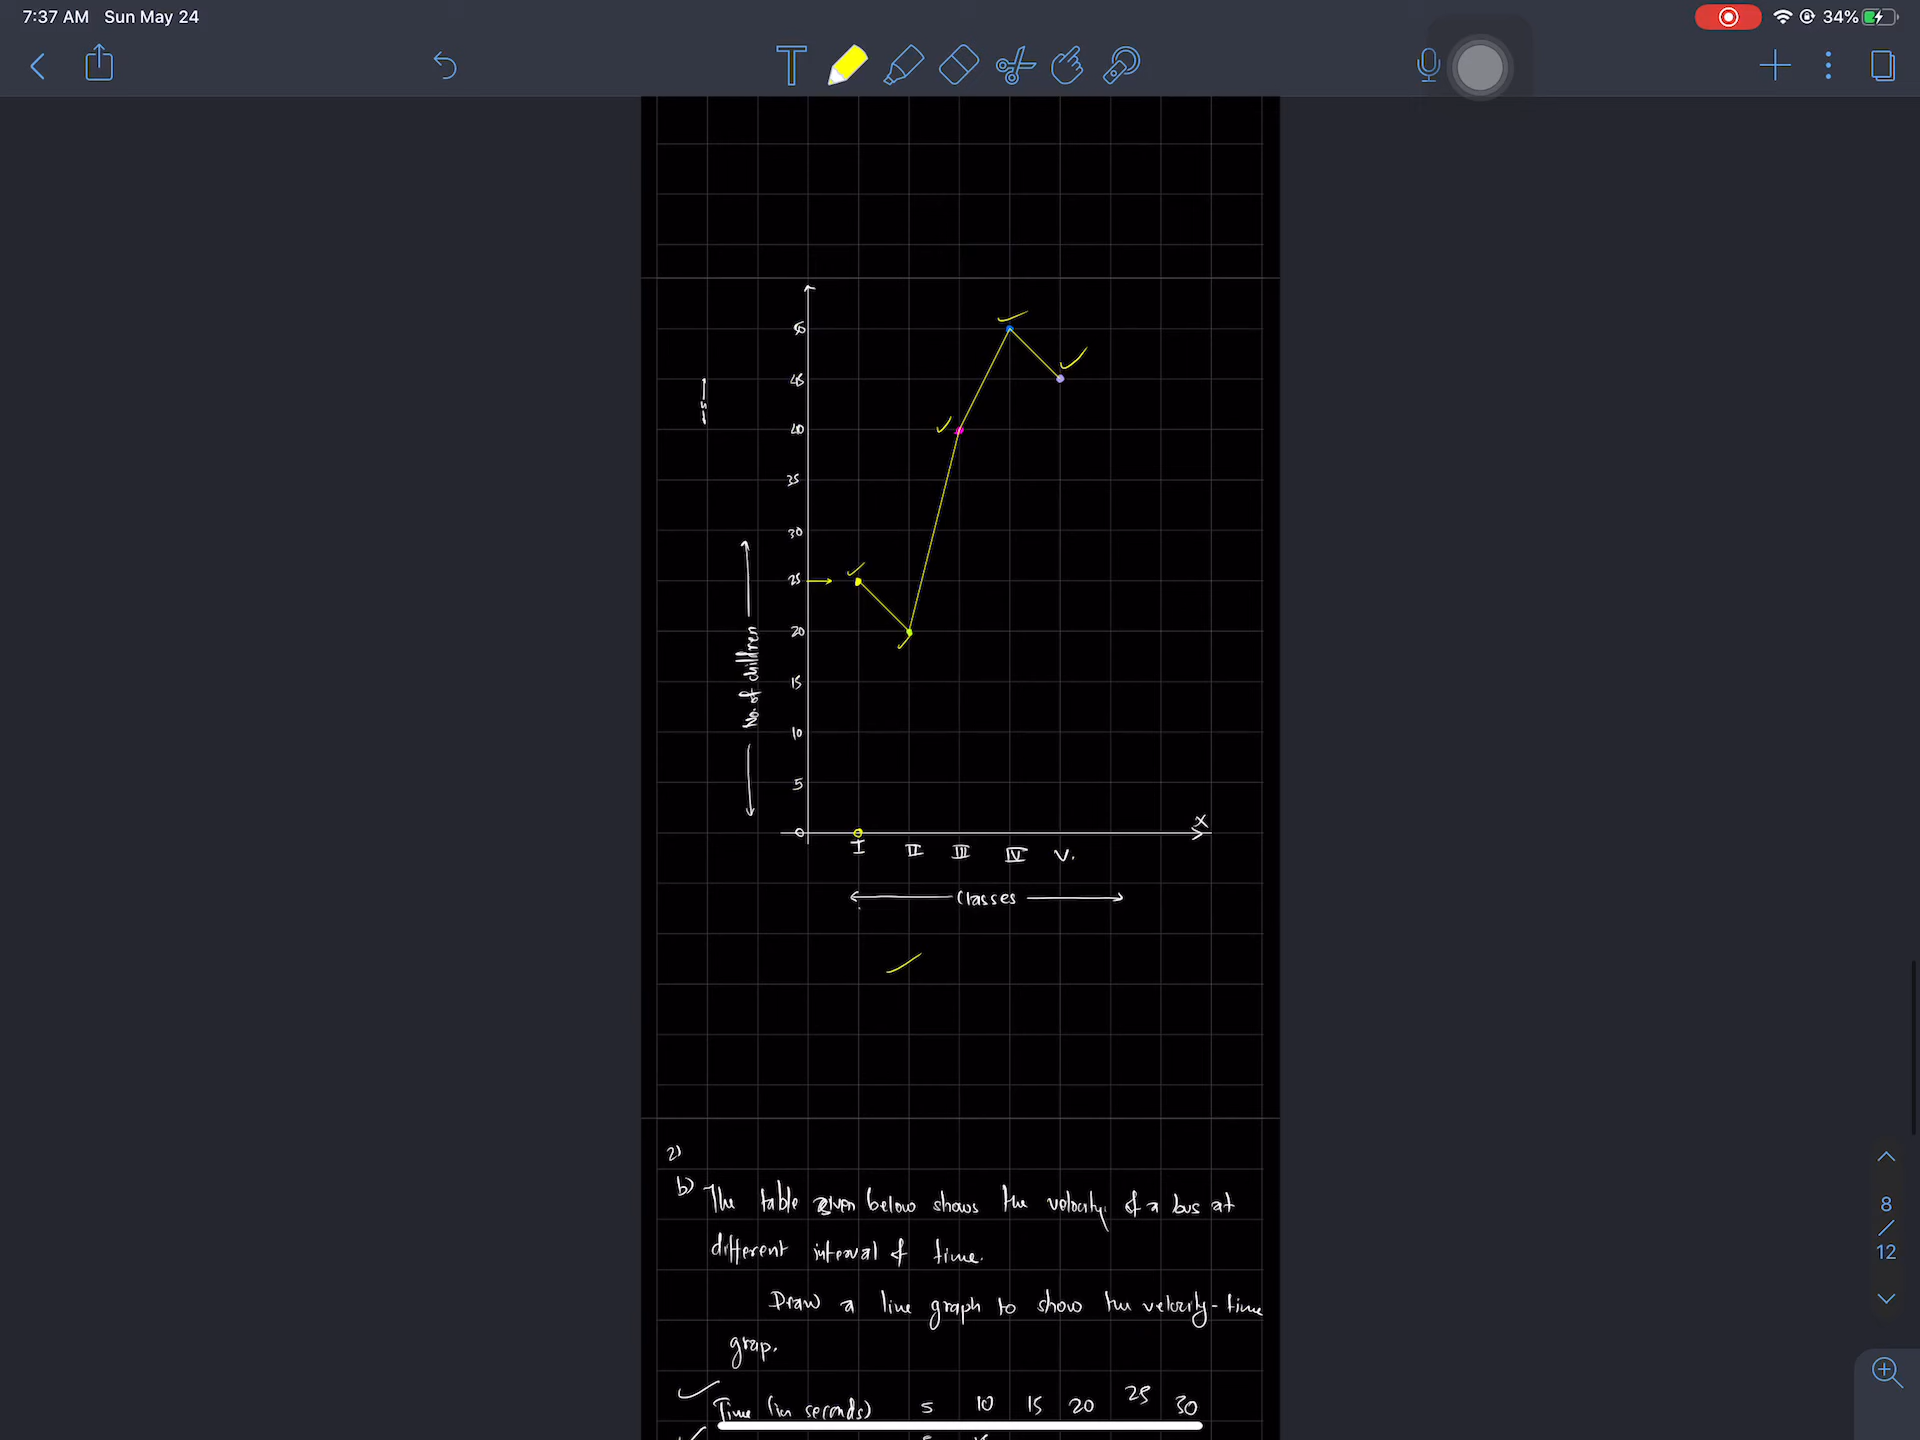 7:37 AM Sun May 24
34%
T
50
45
40
35
30
25
20
15
10
5
0
5
No. of children
X
I II III IV V.
Classes
2)
b) The table given below shows the velocity of a bus at
different interval of time.
Draw a line graph to show the velocity-time
grap.
Time (in seconds) 5 10 15 20 25 30
8
/
12